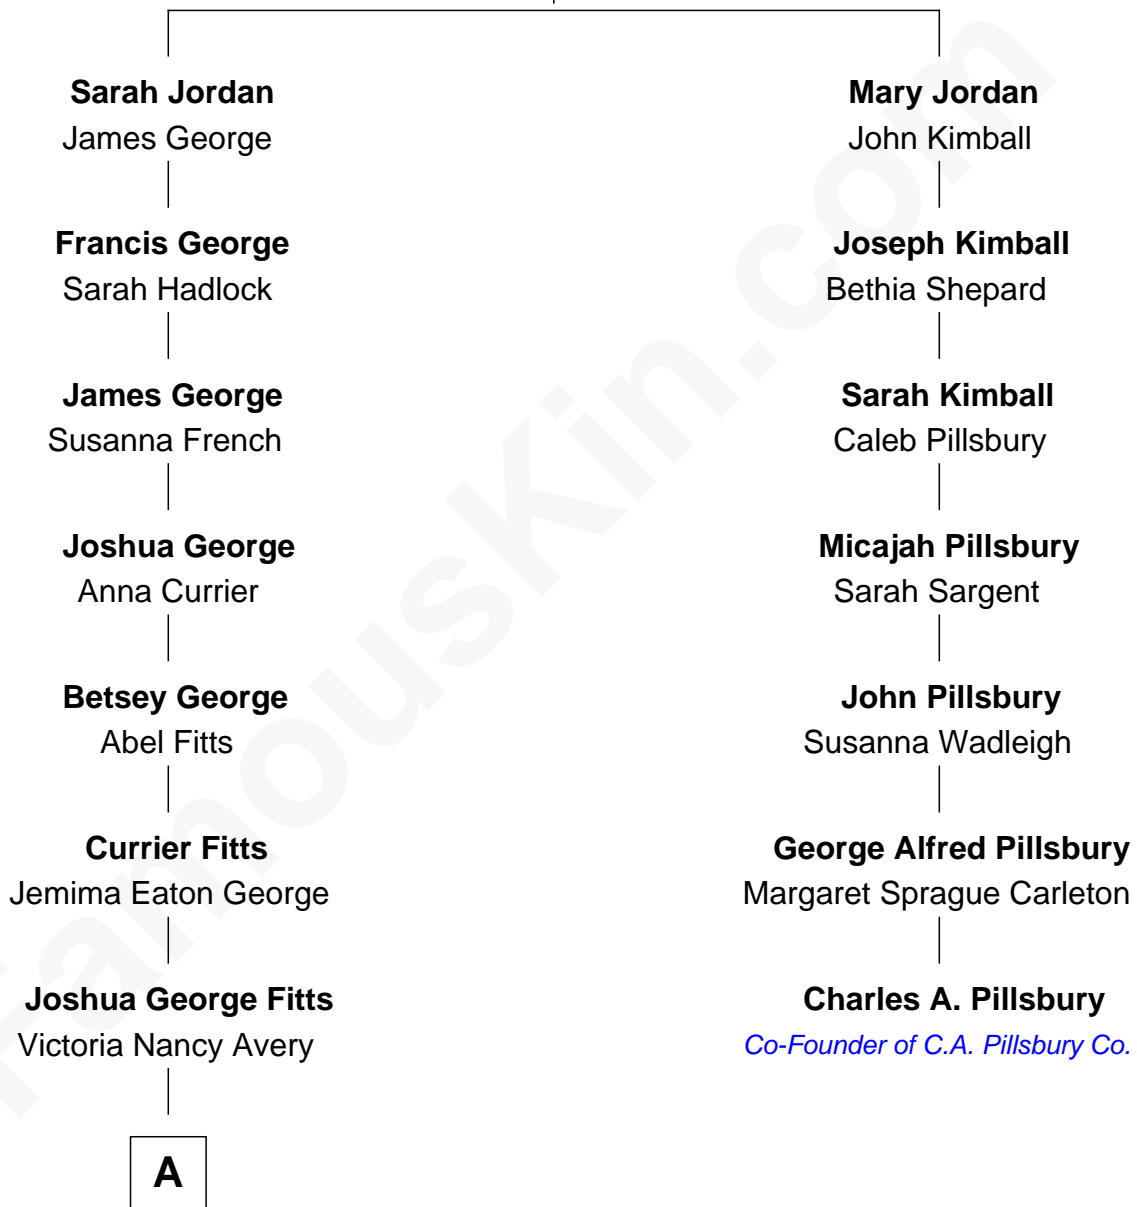 Sarah Jordan
James George
Francis George
Sarah Hadlock
James George
Susanna French
Joshua George
Anna Currier
Betsey George
Abel Fitts
Currier Fitts
Jemima Eaton George
Joshua George Fitts
Victoria Nancy Avery
A
Mary Jordan
John Kimball
Joseph Kimball
Bethia Shepard
Sarah Kimball
Caleb Pillsbury
Micajah Pillsbury
Sarah Sargent
John Pillsbury
Susanna Wadleigh
George Alfred Pillsbury
Margaret Sprague Carleton
Charles A. Pillsbury
Co-Founder of C.A. Pillsbury Co.
FamousKin.com